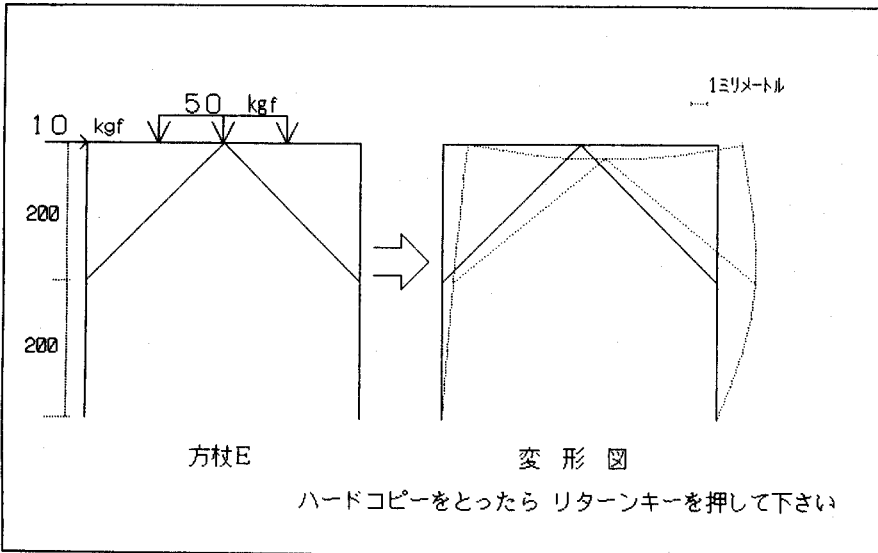 1ミリメートル
50 kgf
10 kgf
200
200
方杖E
変形図
ハードコピーをとったら リターンキーを押して下さい